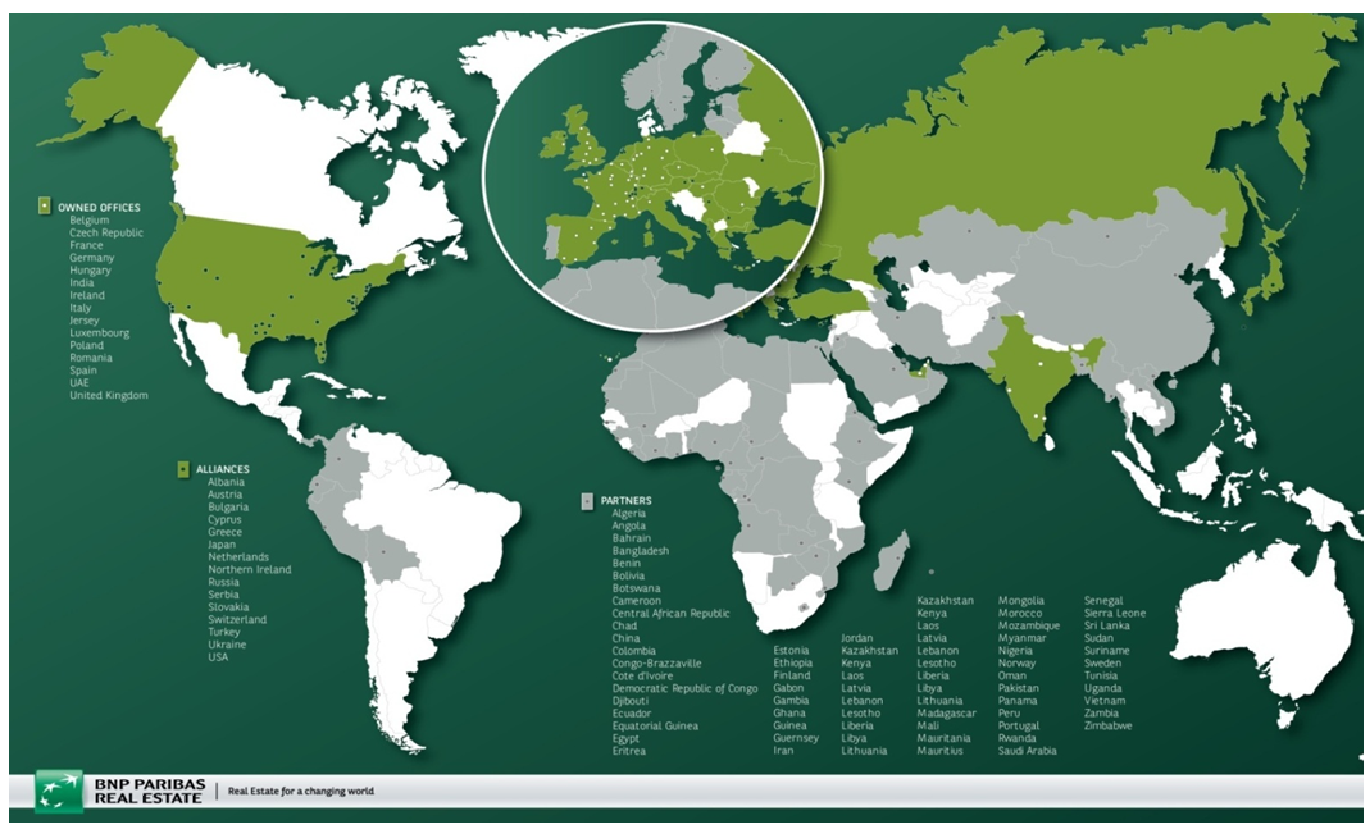 OWNED OFFICES
Belgium
Czech Republic
France
Germany
Hungary
India
Ireland
Italy
Jersey
Luxembourg
Poland
Romania
Spain
UAE
United Kingdom
ALLIANCES
Albania
Austria
Bulgaria
Cyprus
Greece
Japan
Netherlands
Northern Ireland
Russia
Serbia
Slovakia
Switzerland
Turkey
Ukraine
USA
PARTNERS
Algeria
Angola
Bahrain
Bangladesh
Benin
Bolivia
Botswana
Cameroon
Central African Republic
Chad
China
Colombia
Congo-Brazzaville
Cote d'Ivoire
Democratic Republic of Congo
Djibouti
Ecuador
Equatorial Guinea
Egypt
Eritrea
Estonia
Ethiopia
Finland
Gabon
Gambia
Ghana
Guinea
Guernsey
Iran
Jordan
Kazakhstan
Kenya
Laos
Latvia
Lebanon
Lesotho
Liberia
Libya
Lithuania
Kazakhstan
Kenya
Laos
Latvia
Lebanon
Lesotho
Liberia
Libya
Lithuania
Madagascar
Mali
Mauritania
Mauritius
Mongolia
Morocco
Mozambique
Myanmar
Nigeria
Norway
Oman
Pakistan
Panama
Peru
Portugal
Rwanda
Saudi Arabia
Senegal
Sierra Leone
Sri Lanka
Sudan
Suriname
Sweden
Tunisia
Uganda
Vietnam
Zambia
Zimbabwe
BNP PARIBAS
REAL ESTATE
Real Estate for a changing world